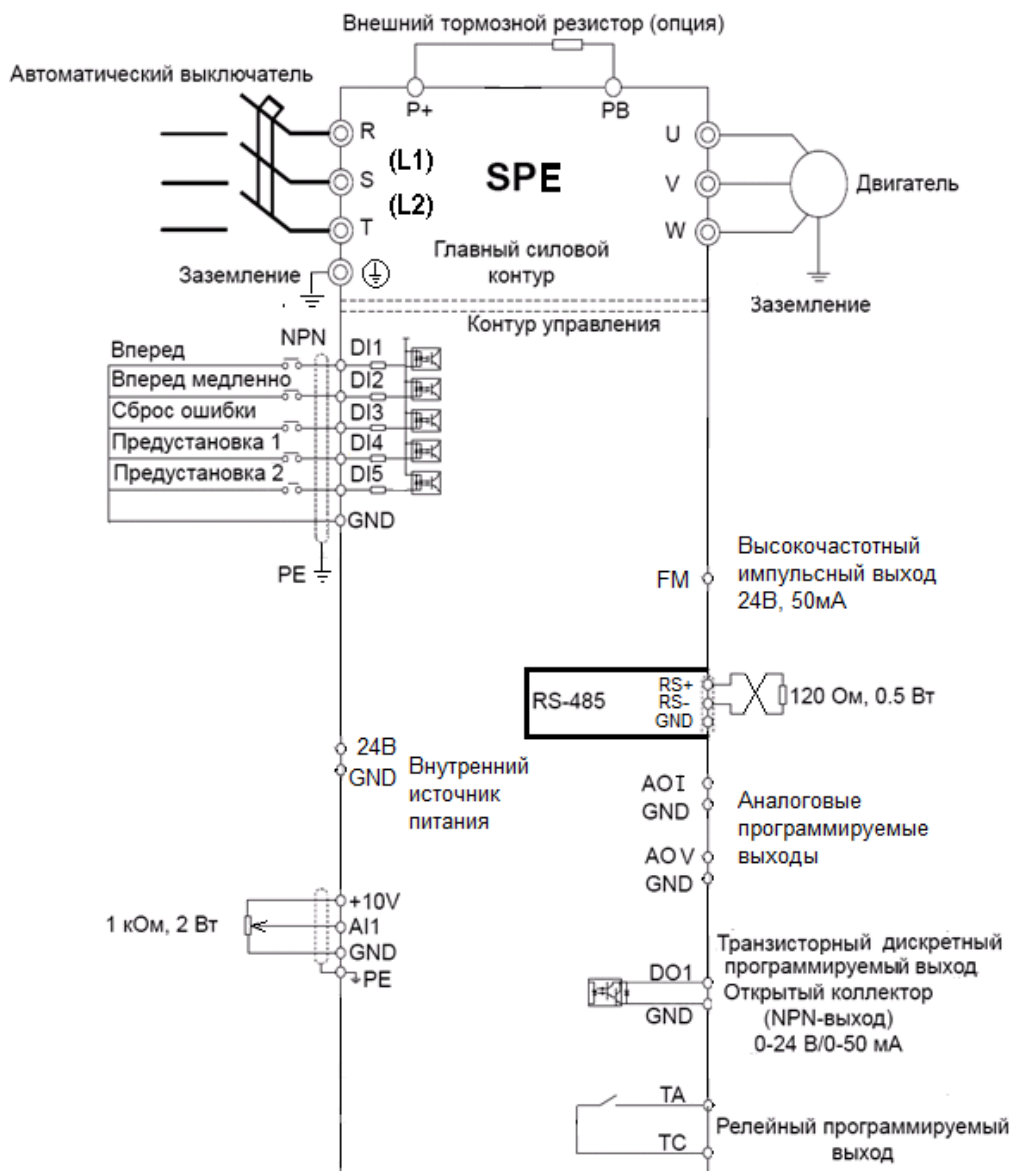 Внешний тормозной резистор (опция)
Автоматический выключатель
P+
PB
R
(L1)
S
(L2)
T
SPE
U
V
W
Двигатель
Главный силовой
контур
Заземление
Заземление
Контур управления
NPN
Вперед
DI1
Вперед медленно
DI2
Сброс ошибки
DI3
Предустановка 1
DI4
Предустановка 2
DI5
GND
PE
FM
Высокочастотный
импульсный выход
24В, 50мА
RS-485
RS+
RS-
GND
120 Ом, 0.5 Вт
24В
GND
Внутренний
источник
питания
AOI
GND
AOV
GND
Аналоговые
программируемые
выходы
1 кОм, 2 Вт
+10V
AI1
GND
PE
DO1
GND
Транзисторный дискретный
программируемый выход
Открытый коллектор
(NPN-выход)
0-24 В/0-50 мА
TA
TC
Релейный программируемый
выход